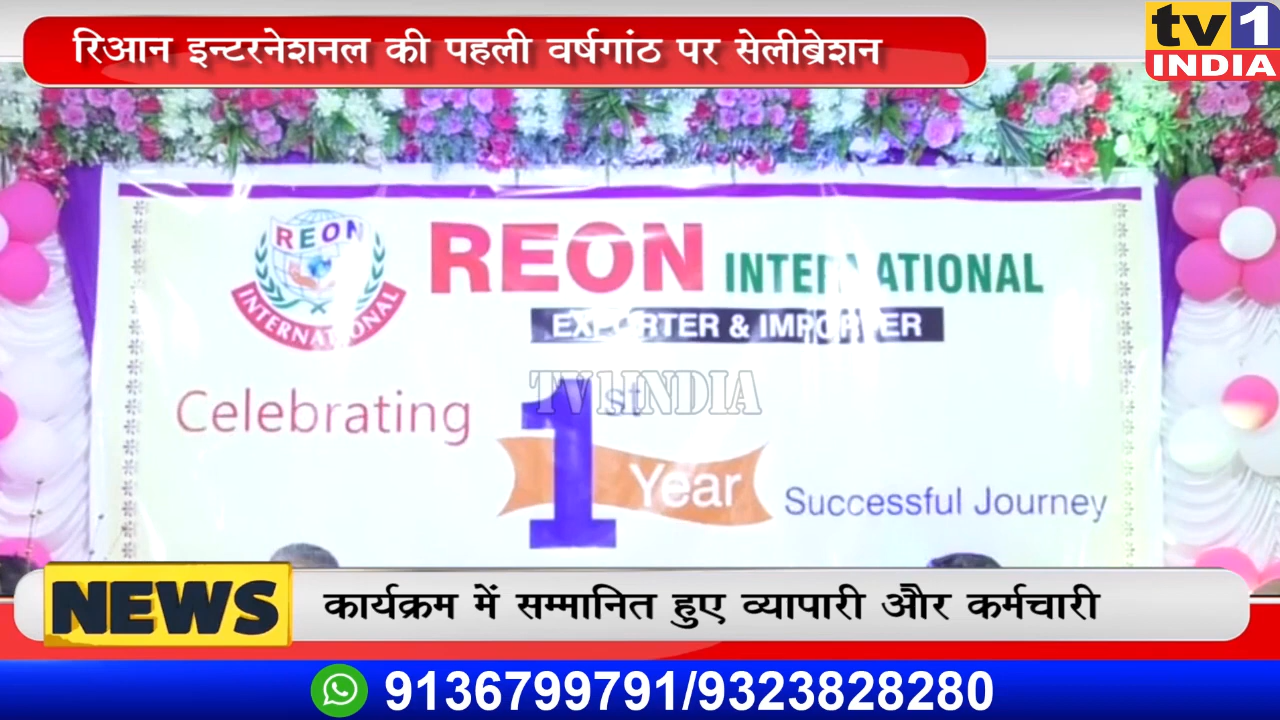 रिआन इन्टरनेशनल की पहली वर्षगांठ पर सेलीब्रेशन
tv1
INDIA
REON
INTERNATIONAL
REON INTERNATIONAL
EXPORTER & IMPORTER
TV1INDIA
Celebrating 1st Year Successful Journey
NEWS
कार्यक्रम में सम्मानित हुए व्यापारी और कर्मचारी
9136799791/9323828280